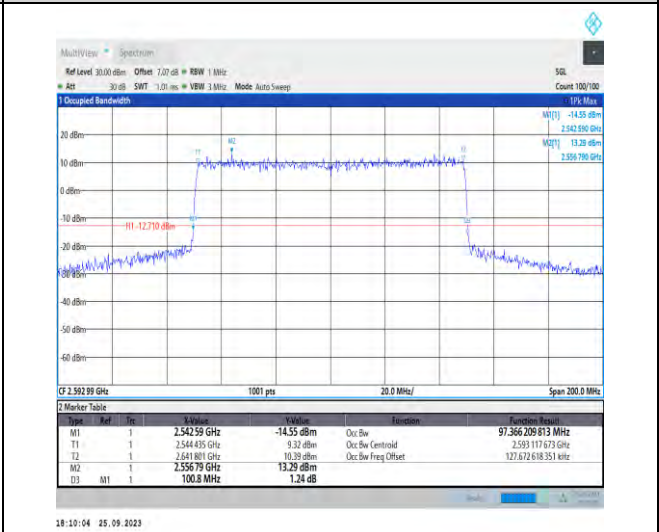 MultiView Spectrum
Ref Level 30.00 dBm Offset 7.07 dB RBW 1 MHz SGL
Att 30 dB SWT 1.01 ms VBW 3 MHz Mode Auto Sweep Count 100/100
1 Occupied Bandwidth 1Pk Max
M1[1] -14.55 dBm
2.542 590 GHz
20 dBm M2[1] 13.29 dBm
M2 2.556 790 GHz
10 dBm
0 dBm
-10 dBm
H1 -12.710 dBm
-20 dBm
-30 dBm
-40 dBm
-50 dBm
-60 dBm
CF 2.592 99 GHz 1001 pts 20.0 MHz/ Span 200.0 MHz
2 Marker Table
Type Ref Trc X-Value Y-Value Function Function Result
M1 1 2.542 59 GHz -14.55 dBm Occ Bw 97.366 209 813 MHz
T1 1 2.544 435 GHz 9.32 dBm Occ Bw Centroid 2.593 117 673 GHz
T2 1 2.641 801 GHz 10.39 dBm Occ Bw Freq Offset 127.672 618 351 kHz
M2 1 2.556 79 GHz 13.29 dBm
D3 M1 1 100.8 MHz 1.24 dB
18:10:04 25.09.2023